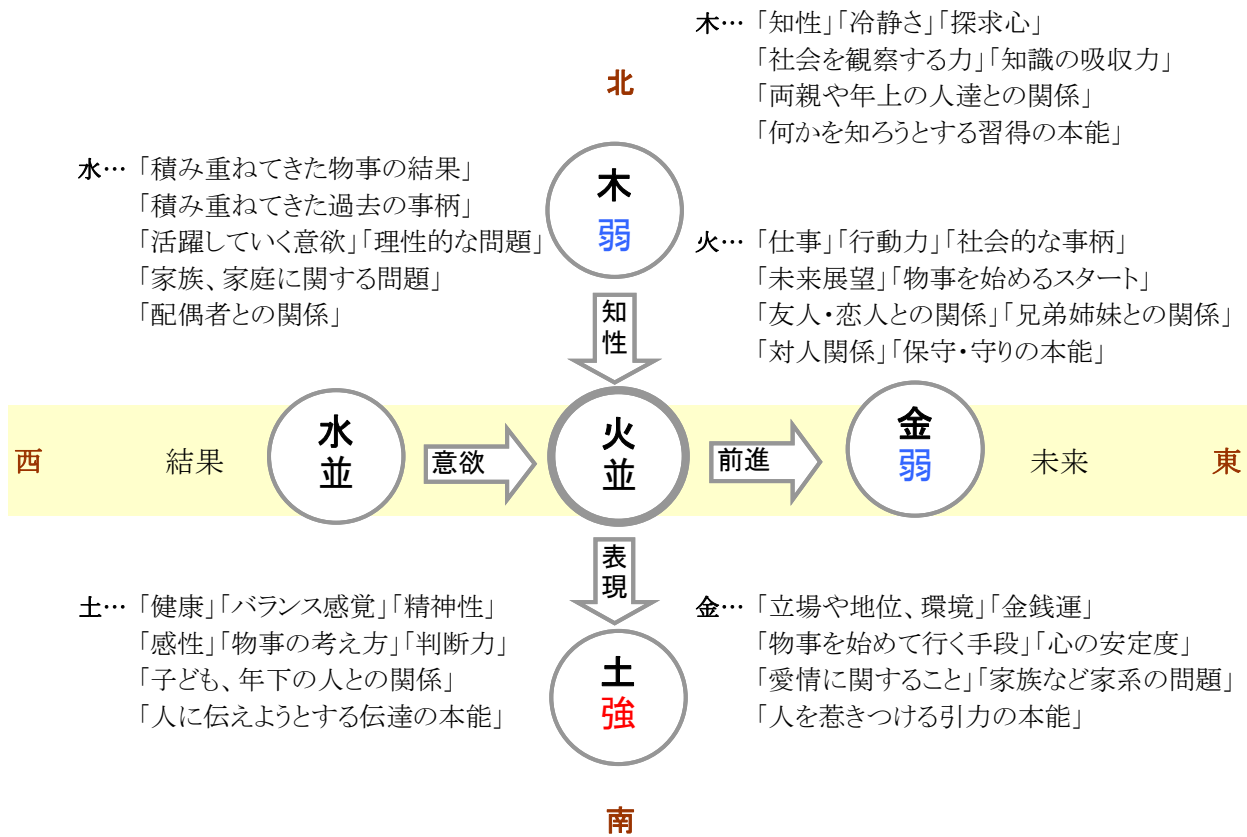 木… 「知性」「冷静さ」「探求心」
「社会を観察する力」「知識の吸収力」
「両親や年上の人達との関係」
「何かを知ろうとする習得の本能」
北
水… 「積み重ねてきた物事の結果」
「積み重ねてきた過去の事柄」
「活躍していく意欲」「理性的な問題」
「家族、家庭に関する問題」
「配偶者との関係」
木
弱
火… 「仕事」「行動力」「社会的な事柄」
「未来展望」「物事を始めるスタート」
「友人・恋人との関係」「兄弟姉妹との関係」
「対人関係」「保守・守りの本能」
知性
西
結果
水
並
意欲
火
並
前進
金
弱
未来
東
表現
土… 「健康」「バランス感覚」「精神性」
「感性」「物事の考え方」「判断力」
「子ども、年下の人との関係」
「人に伝えようとする伝達の本能」
土
強
金… 「立場や地位、環境」「金銭運」
「物事を始めて行く手段」「心の安定度」
「愛情に関すること」「家族など家系の問題」
「人を惹きつける引力の本能」
南